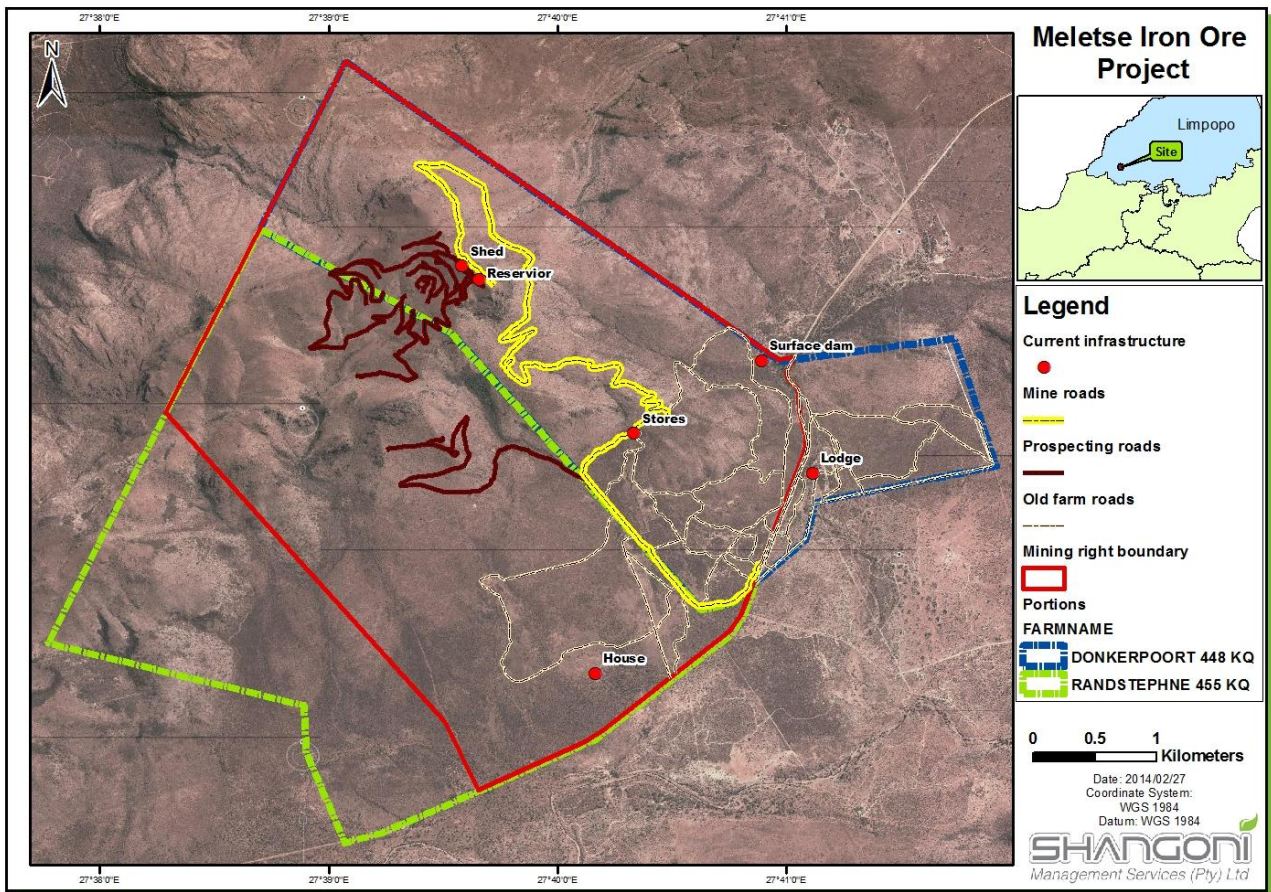 27°38'0"E
27°39'0"E
27°40'0"E
27°41'0"E
N
Shed
Reservior
Surface dam
Stores
Lodge
House
27°38'0"E
27°39'0"E
27°40'0"E
27°41'0"E
Meletse Iron Ore
Project
Limpopo
Site
Legend
Current infrastructure
Mine roads
Prospecting roads
Old farm roads
Mining right boundary
Portions
FARMNAME
DONKERPOORT 448 KQ
RANDSTEPHNE 455 KQ
0 0.5 1
Kilometers
Date: 2014/02/27
Coordinate System:
WGS 1984
Datum: WGS 1984
SHANGONI
Management Services (Pty) Ltd